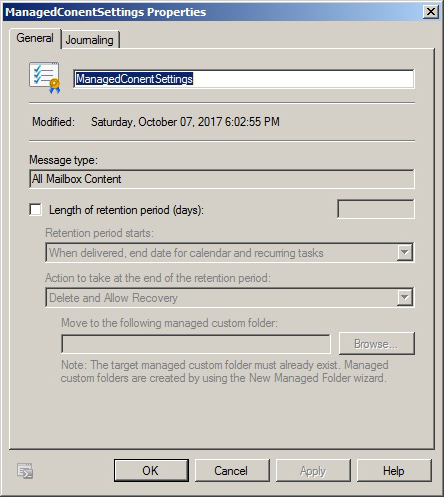 ManagedConentSettings Properties
General
Journaling
ManagedConentSettings
Modified: Saturday, October 07, 2017 6:02:55 PM
Message type:
All Mailbox Content
Length of retention period (days):
Retention period starts:
When delivered, end date for calendar and recurring tasks
Action to take at the end of the retention period:
Delete and Allow Recovery
Move to the following managed custom folder:
Browse...
Note: The target managed custom folder must already exist. Managed
custom folders are created by using the New Managed Folder wizard.
OK
Cancel
Apply
Help